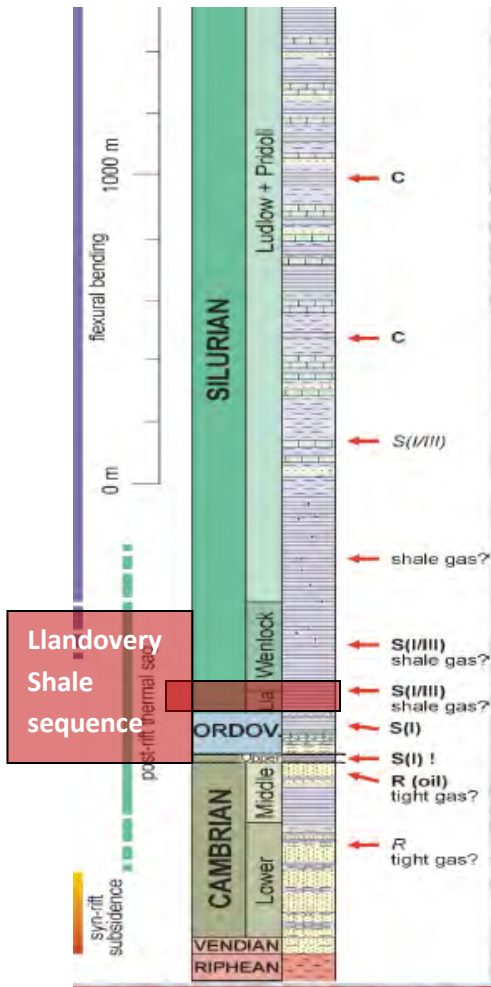 flexural bending
1000 m
0 m
SILURIAN
Ludlow + Pridoli
C
C
S(I/III)
shale gas?
Wenlock
S(I/III)
shale gas?
Lla
S(I/III)
shale gas?
Llandovery
Shale
sequence
post-rift thermal sag
ORDOV.
S(I)
Upper
S(I) !
CAMBRIAN
Middle
R (oil)
tight gas?
Lower
R
tight gas?
syn-rift
subsidence
VENDIAN
RIPHEAN